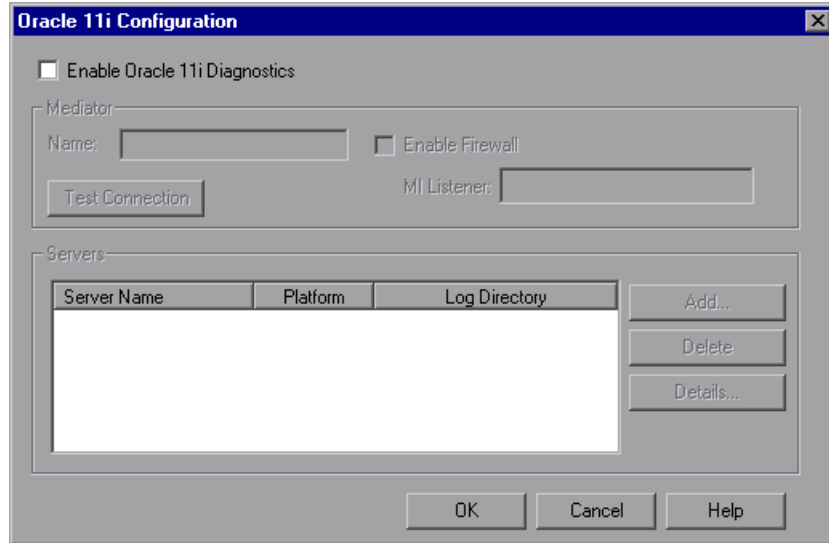 Oracle 11i Configuration
Enable Oracle 11i Diagnostics
Mediator
Name:
Enable Firewall
Test Connection
MI Listener:
Servers
Server Name Platform Log Directory
Add...
Delete
Details...
OK Cancel Help